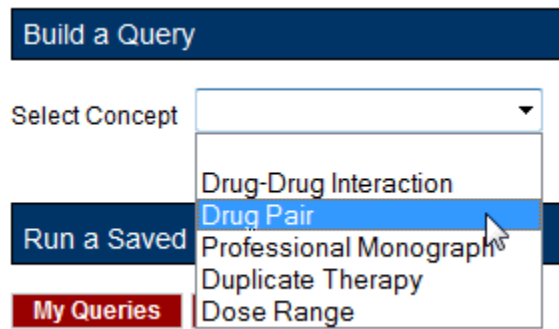 Build a Query
Select Concept
Drug-Drug Interaction
Drug Pair
Run a Saved
Professional Monograph
Duplicate Therapy
My Queries
Dose Range